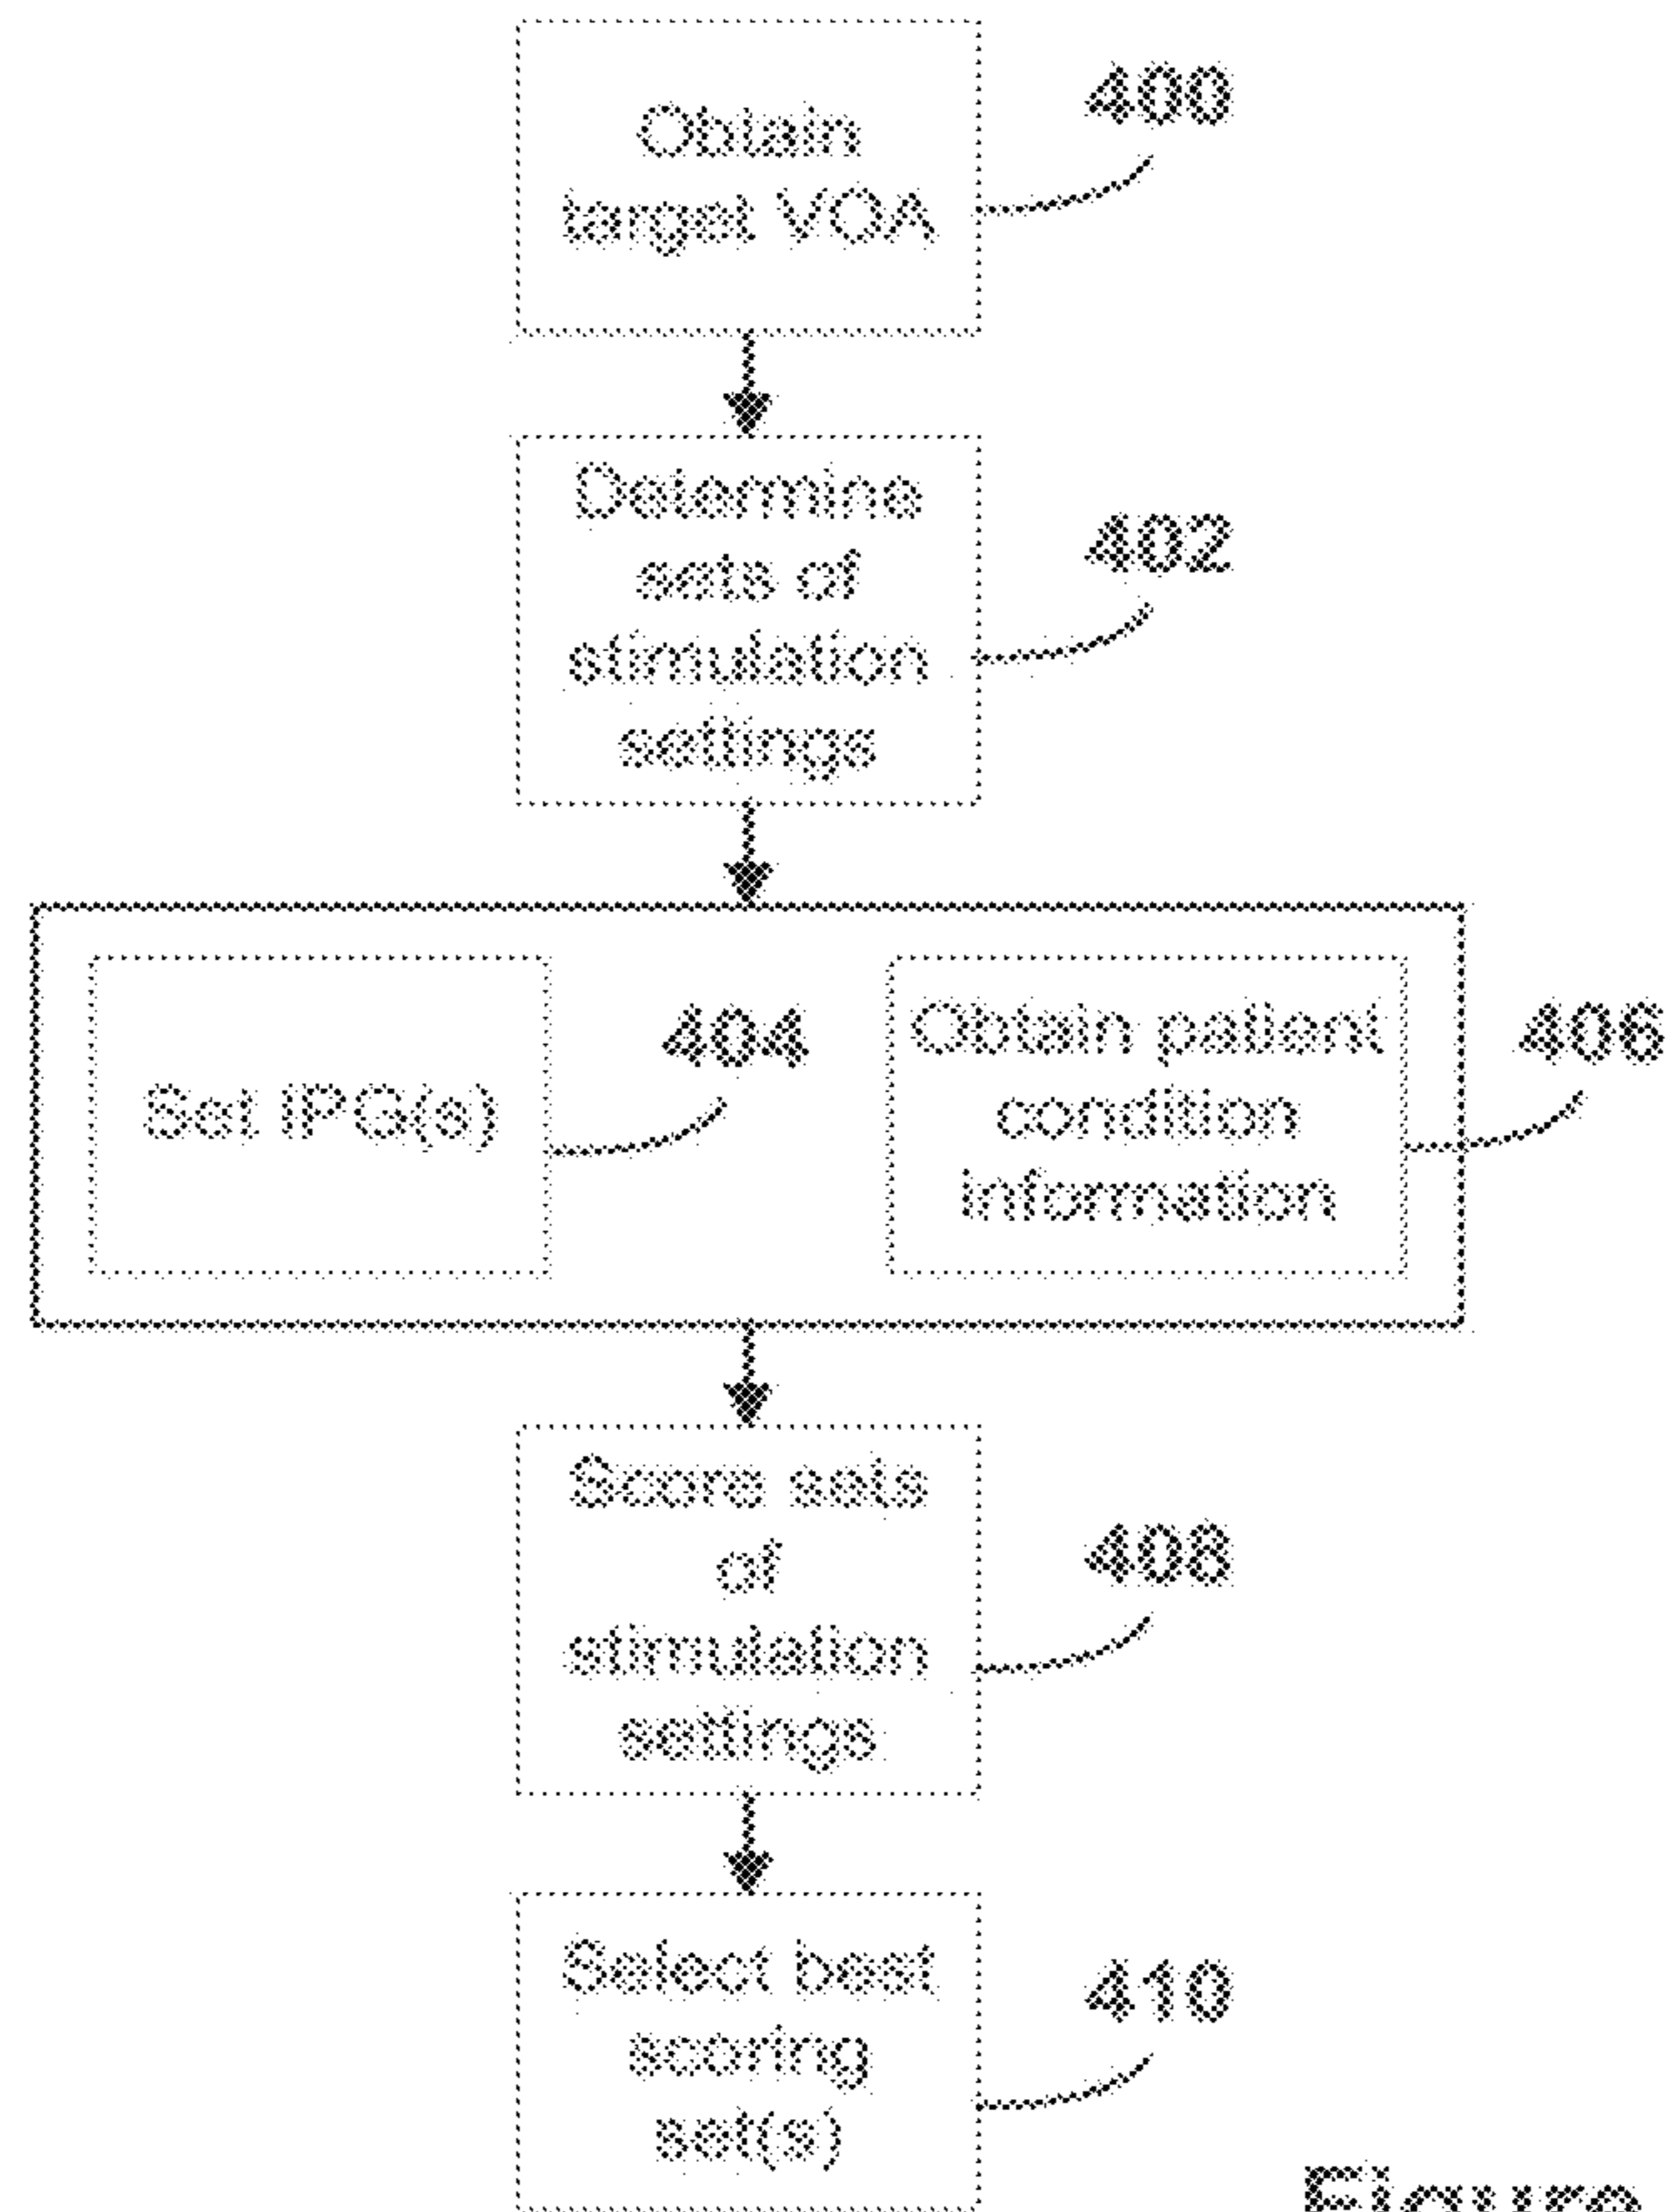 Obtain
target VOA
400
Determine
sets of
stimulation
settings
402
Set IPG(s)
404
Obtain patient
condition
information
406
Score sets
of
stimulation
settings
408
Select best
scoring
set(s)
410
Figure